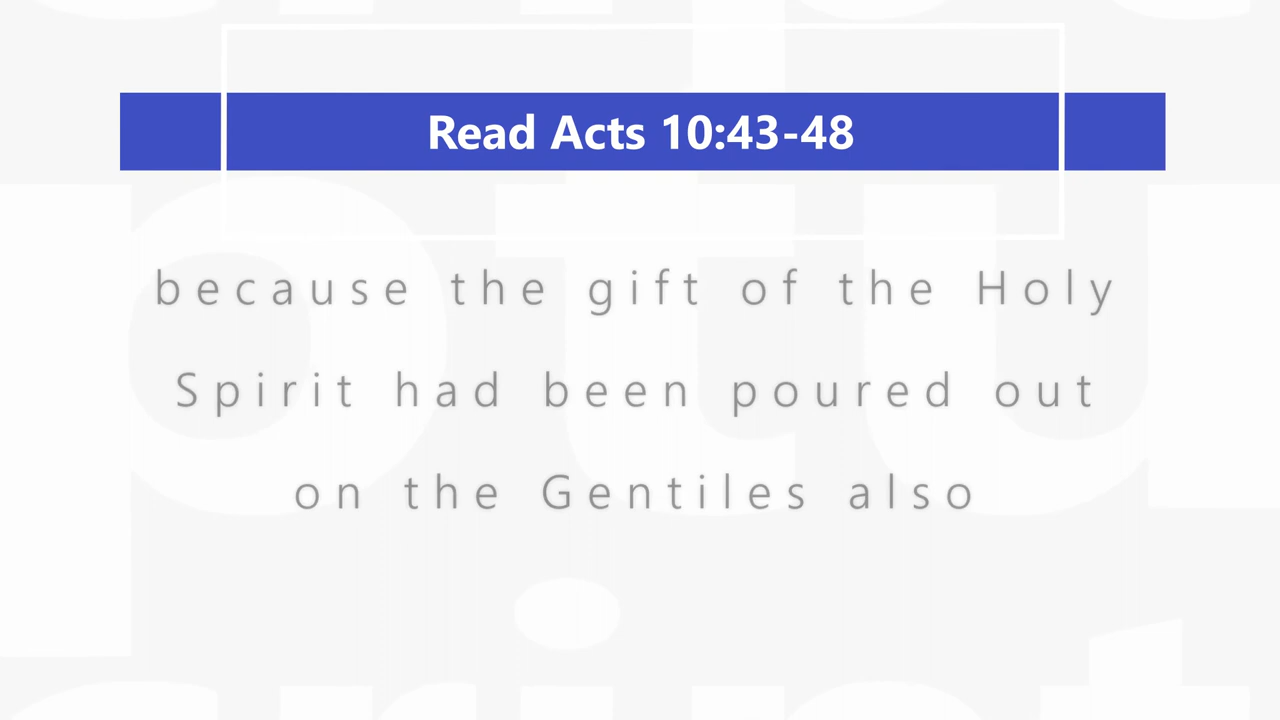 Read Acts 10:43-48
because the gift of the Holy
Spirit had been poured out
on the Gentiles also